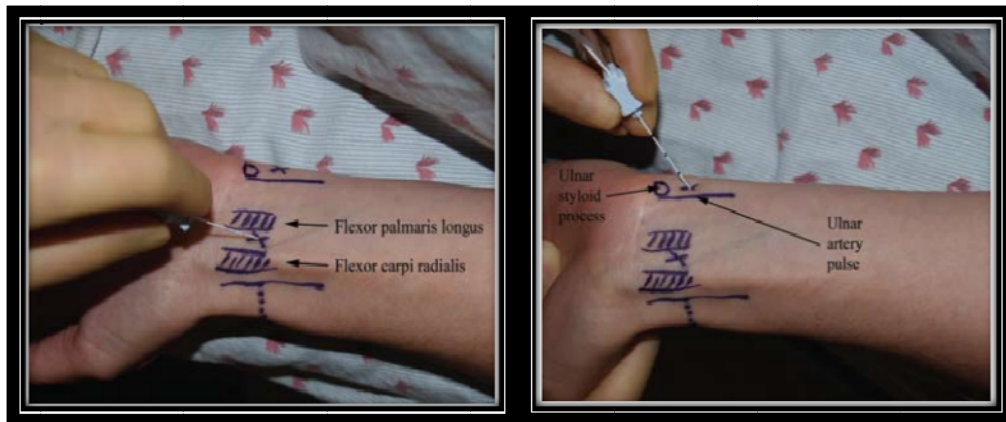 Flexor palmaris longus
Flexor carpi radialis
Ulnar
styloid
process
Ulnar
artery
pulse